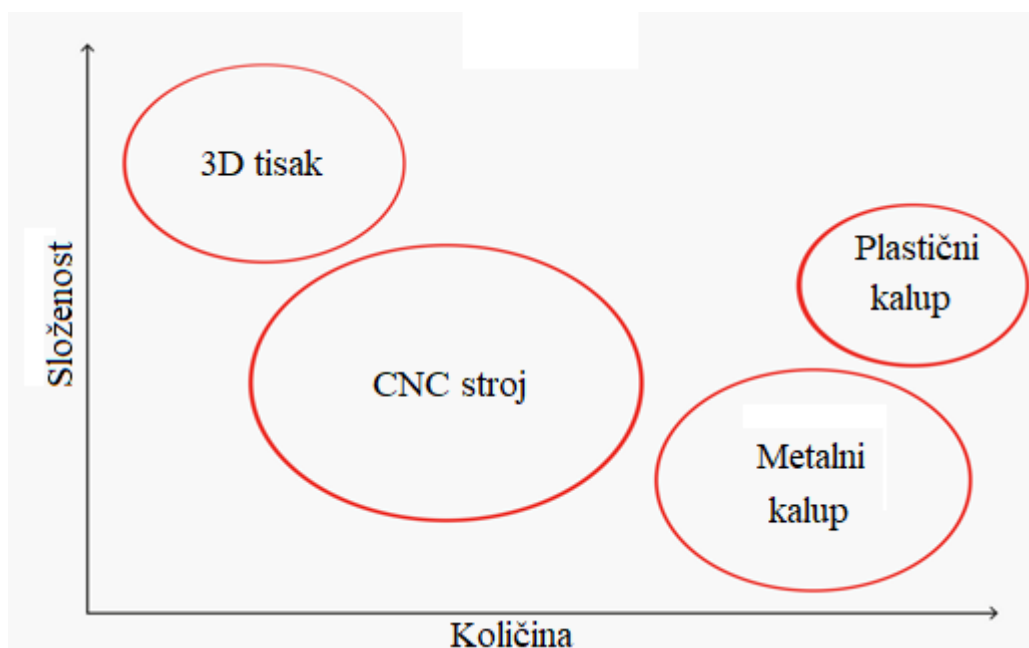 3D tisak
Plastični
kalup
CNC stroj
Metalni
kalup
Složenost
Količina